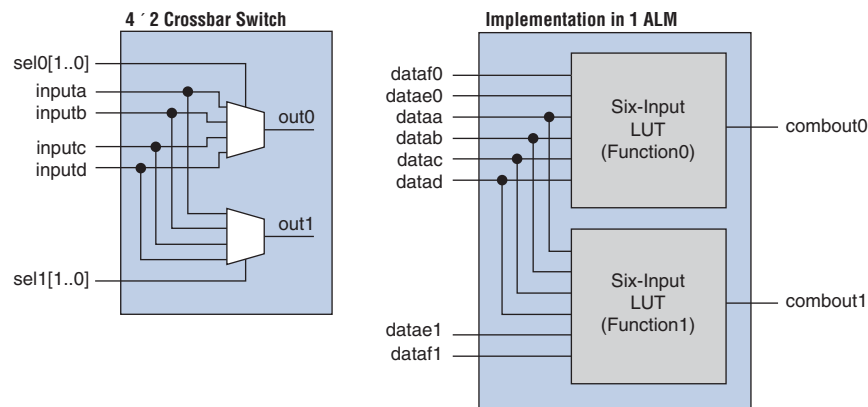 4 ´ 2 Crossbar Switch
sel0[1..0]
inputa
inputb
inputc
inputd
out0
out1
sel1[1..0]
Implementation in 1 ALM
dataf0
datae0
dataa
datab
datac
datad
Six-Input
LUT
(Function0)
combout0
Six-Input
LUT
(Function1)
combout1
datae1
dataf1